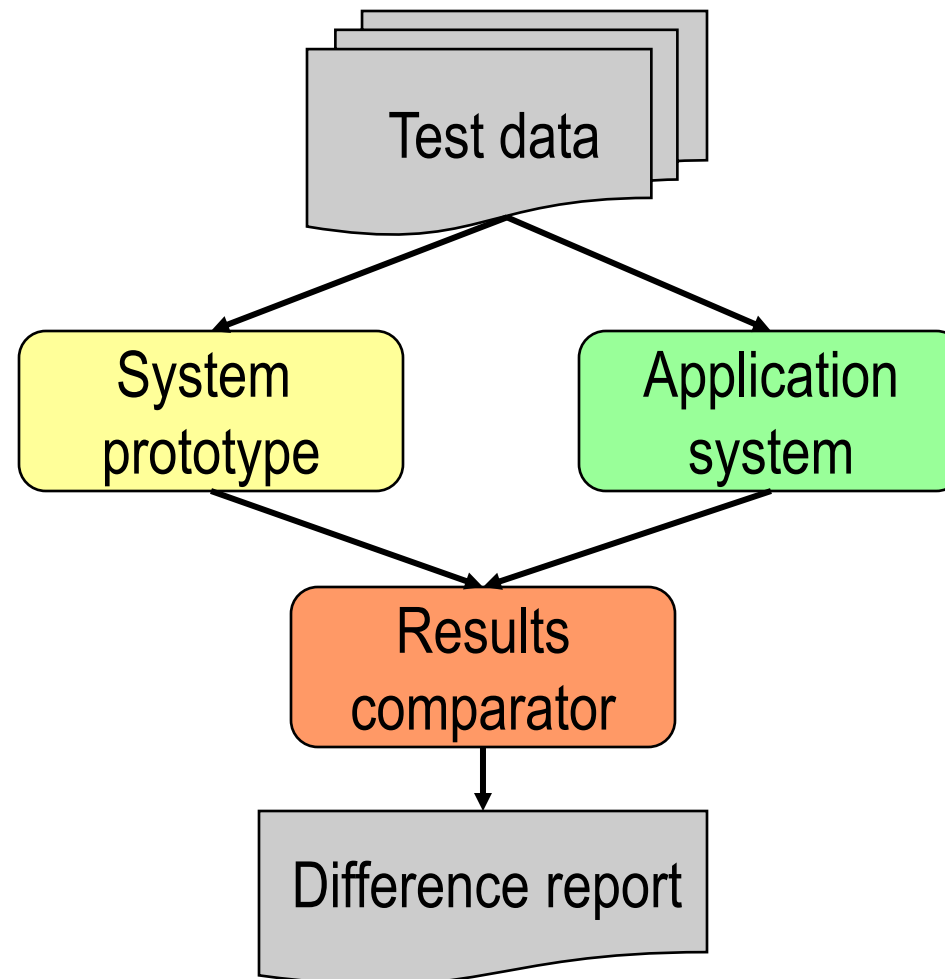 Test data
System
prototype
Application
system
Results
comparator
Difference report